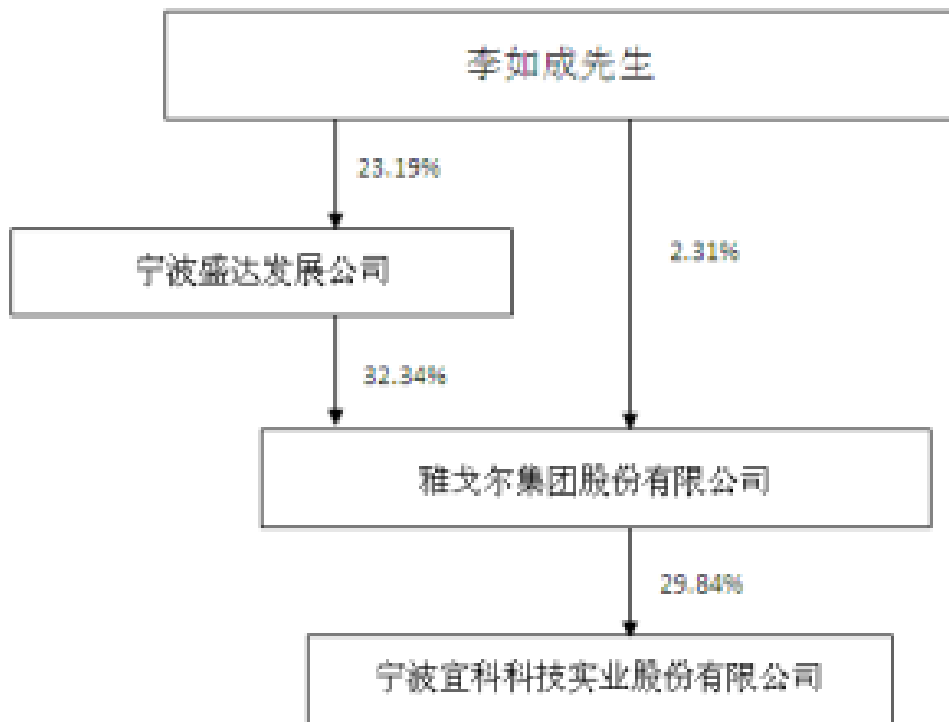 李如成先生
23.19%
宁波盛达发展公司
2.31%
32.34%
雅戈尔集团股份有限公司
29.84%
宁波宜科科技实业股份有限公司